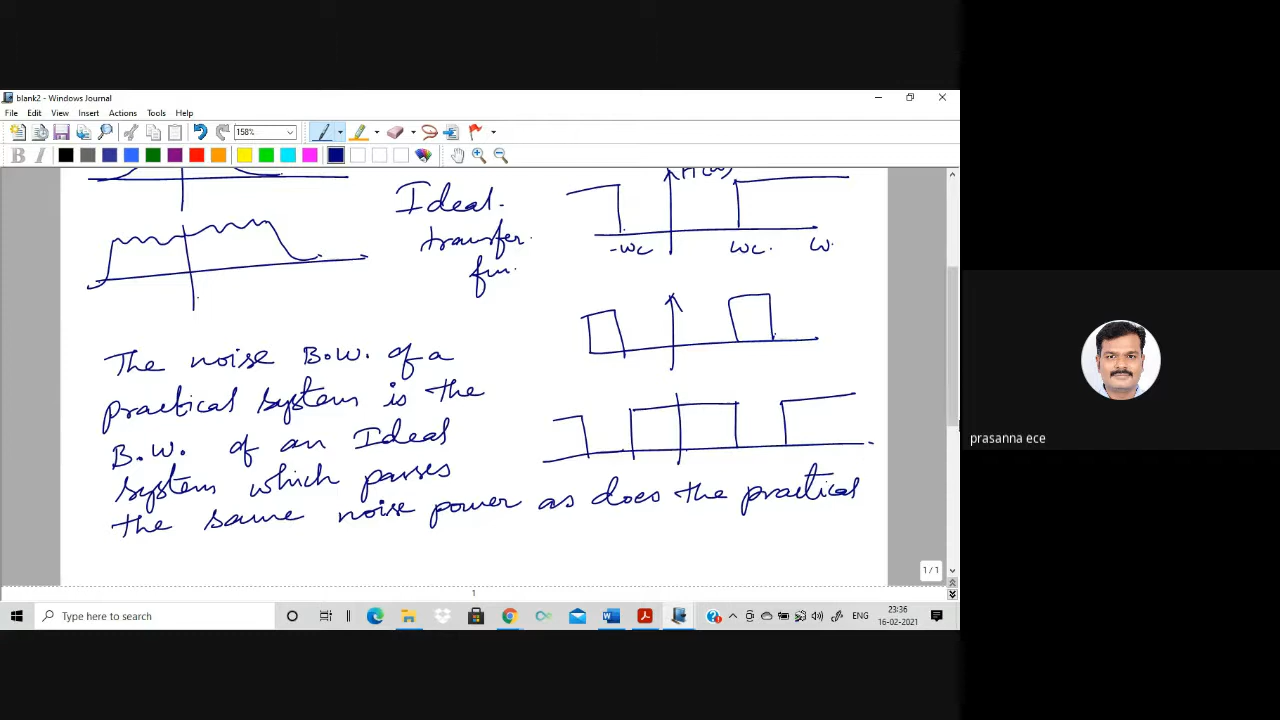 blank2 - Windows Journal
File Edit View Insert Actions Tools Help
158%
B I
H(ω)
Ideal.
transfer.
fun.
-ωc ωc. ω.
The noise B.W. of a
practical system is the
B.W. of an Ideal
system which passes
the same noise power as does the practical
prasanna ece
1 / 1
1
Type here to search
ENG
23:36
16-02-2021